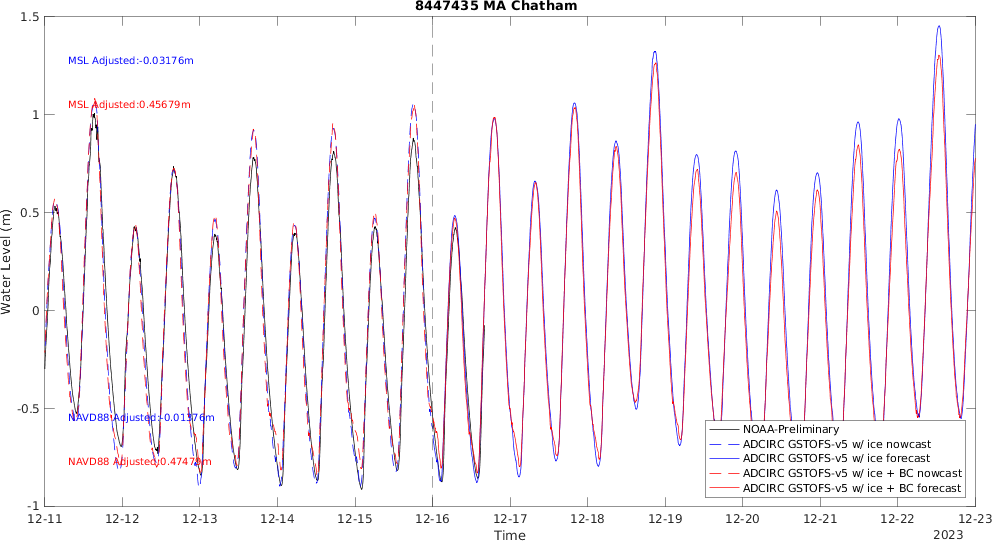 8447435 MA Chatham
1.5
MSL Adjusted:-0.03176m
MSL Adjusted:0.45679m
1
0.5
Water Level (m)
0
-0.5
NAVD88 Adjusted:-0.01376m
NAVD88 Adjusted:0.47479m
-1
NOAA-Preliminary
ADCIRC GSTOFS-v5 w/ ice nowcast
ADCIRC GSTOFS-v5 w/ ice forecast
ADCIRC GSTOFS-v5 w/ ice + BC nowcast
ADCIRC GSTOFS-v5 w/ ice + BC forecast
12-11 12-12 12-13 12-14 12-15 12-16 12-17 12-18 12-19 12-20 12-21 12-22 12-23
Time
2023